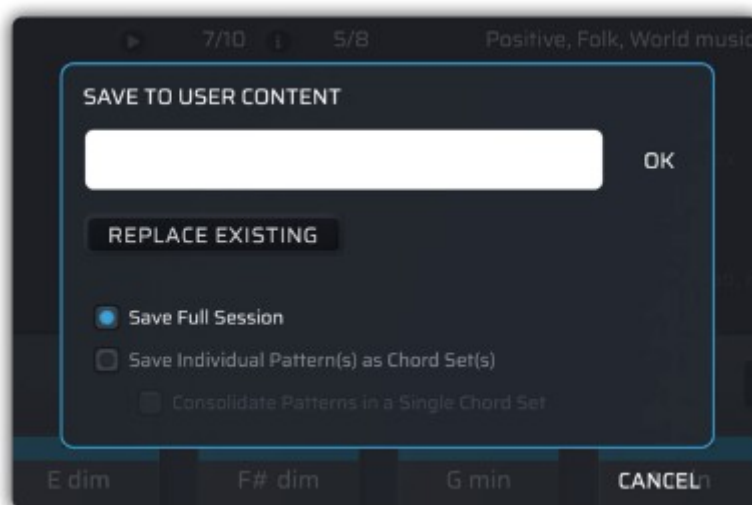 7/10 5/8 Positive, Folk, World music
SAVE TO USER CONTENT
OK
REPLACE EXISTING
Save Full Session
Save Individual Pattern(s) as Chord Set(s)
Consolidate Patterns in a Single Chord Set
E dim F# dim G min CANCEL